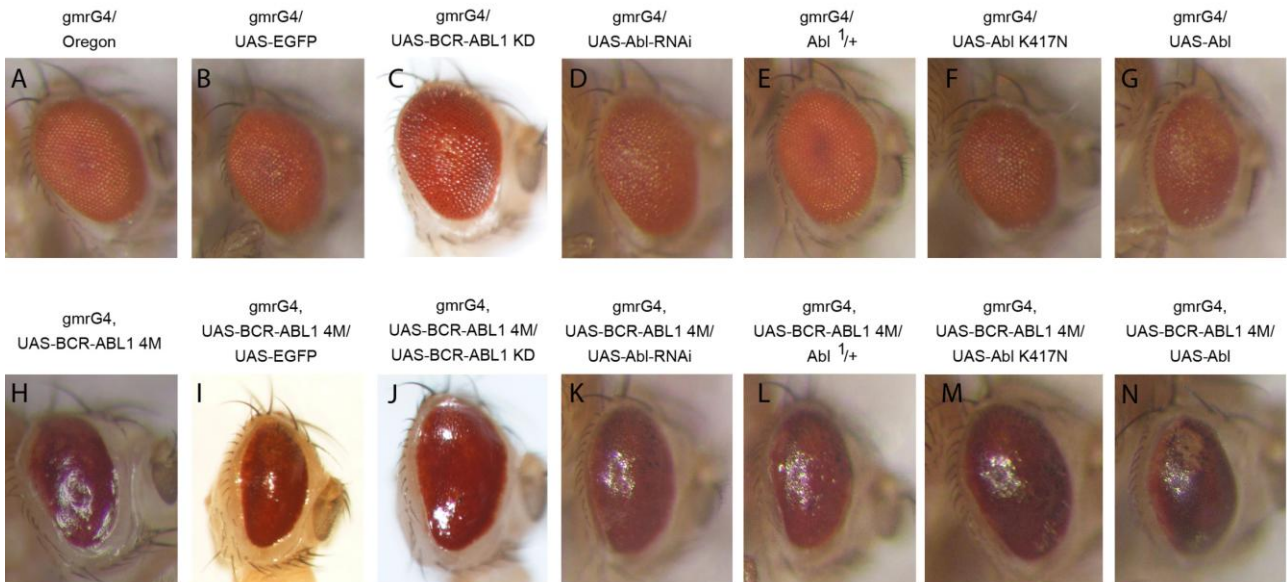 gmrG4/
Oregon
gmrG4/
UAS-EGFP
gmrG4/
UAS-BCR-ABL1 KD
gmrG4/
UAS-Abl-RNAi
gmrG4/
Abl ¹/+
gmrG4/
UAS-Abl K417N
gmrG4/
UAS-Abl
A
B
C
D
E
F
G
gmrG4,
UAS-BCR-ABL1 4M
gmrG4,
UAS-BCR-ABL1 4M/
UAS-EGFP
gmrG4,
UAS-BCR-ABL1 4M/
UAS-BCR-ABL1 KD
gmrG4,
UAS-BCR-ABL1 4M/
UAS-Abl-RNAi
gmrG4,
UAS-BCR-ABL1 4M/
Abl ¹/+
gmrG4,
UAS-BCR-ABL1 4M/
UAS-Abl K417N
gmrG4,
UAS-BCR-ABL1 4M/
UAS-Abl
H
I
J
K
L
M
N